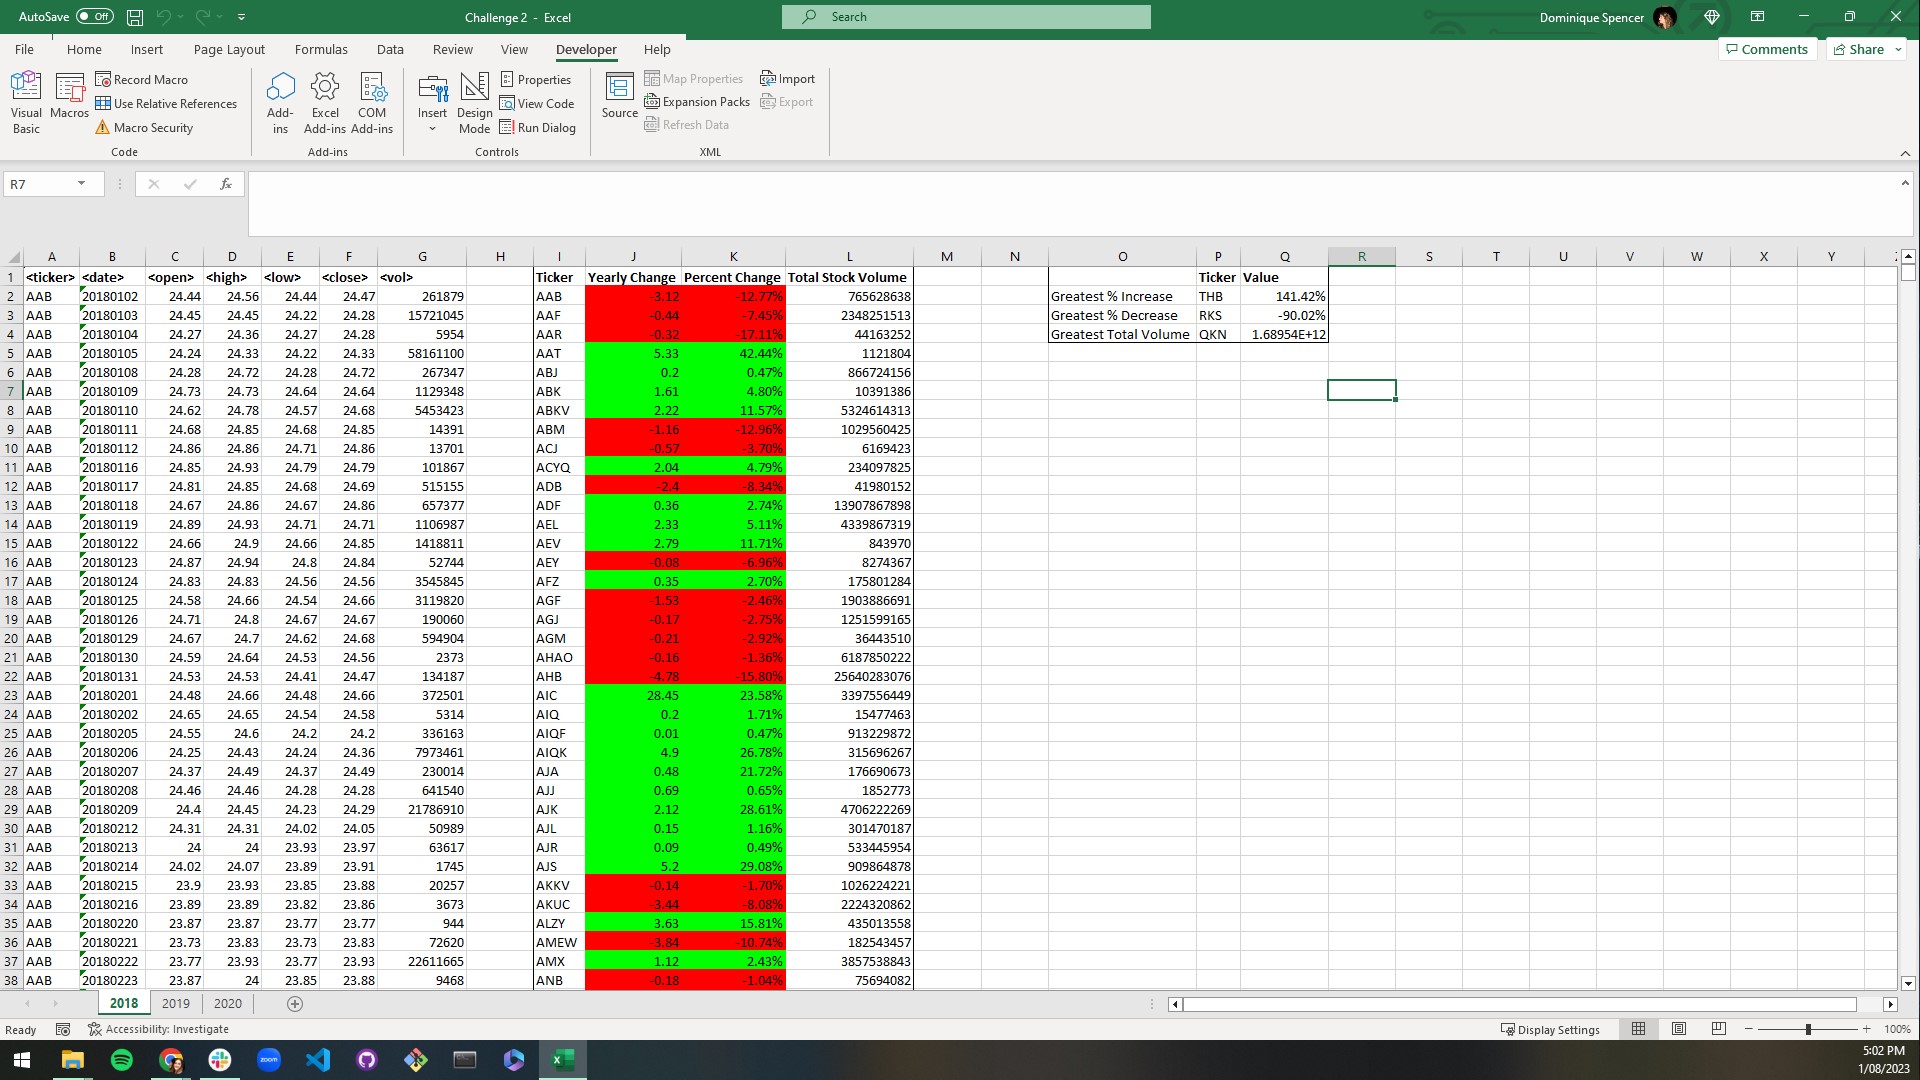 AutoSave Off Challenge 2 - Excel Search Dominique Spencer
File Home Insert Page Layout Formulas Data Review View Developer Help Comments Share
Visual Basic
Macros
Record Macro
Use Relative References
Macro Security
Code
Add-ins
Excel Add-ins
COM Add-ins
Add-ins
Insert
Design Mode
Properties
View Code
Run Dialog
Controls
Source
Map Properties
Expansion Packs
Refresh Data
Import
Export
XML
R7 fx
A B C D E F G H I J K L M N O P Q R S T U V W X Y
1 <ticker> <date> <open> <high> <low> <close> <vol> Ticker Yearly Change Percent Change Total Stock Volume Ticker Value
2 AAB 20180102 24.44 24.56 24.44 24.47 261879 AAB -3.12 -12.77% 765628638 Greatest % Increase THB 141.42%
3 AAB 20180103 24.45 24.45 24.22 24.28 15721045 AAF -0.44 -7.45% 2348251513 Greatest % Decrease RKS -90.02%
4 AAB 20180104 24.27 24.36 24.27 24.28 5954 AAR -0.32 -17.11% 44163252 Greatest Total Volume QKN 1.68954E+12
5 AAB 20180105 24.24 24.33 24.22 24.33 58161100 AAT 5.33 42.44% 1121804
6 AAB 20180108 24.28 24.72 24.28 24.72 267347 ABJ 0.2 0.47% 866724156
7 AAB 20180109 24.73 24.73 24.64 24.64 1129348 ABK 1.61 4.80% 10391386
8 AAB 20180110 24.62 24.78 24.57 24.68 5453423 ABKV 2.22 11.57% 5324614313
9 AAB 20180111 24.68 24.85 24.68 24.85 14391 ABM -1.16 -12.96% 1029560425
10 AAB 20180112 24.86 24.86 24.71 24.86 13701 ACJ -0.57 -3.70% 6169423
11 AAB 20180116 24.85 24.93 24.79 24.79 101867 ACYQ 2.04 4.79% 234097825
12 AAB 20180117 24.81 24.85 24.68 24.69 515155 ADB -2.4 -8.34% 41980152
13 AAB 20180118 24.67 24.86 24.67 24.86 657377 ADF 0.36 2.74% 13907867898
14 AAB 20180119 24.89 24.93 24.71 24.71 1106987 AEL 2.33 5.11% 4339867319
15 AAB 20180122 24.66 24.9 24.66 24.85 1418811 AEV 2.79 11.71% 843970
16 AAB 20180123 24.87 24.94 24.8 24.84 52744 AEY -0.08 -6.96% 8274367
17 AAB 20180124 24.83 24.83 24.56 24.56 3545845 AFZ 0.35 2.70% 175801284
18 AAB 20180125 24.58 24.66 24.54 24.66 3119820 AGF -1.53 -2.46% 1903886691
19 AAB 20180126 24.71 24.8 24.67 24.67 190060 AGJ -0.17 -2.75% 1251599165
20 AAB 20180129 24.67 24.7 24.62 24.68 594904 AGM -0.21 -2.92% 36443510
21 AAB 20180130 24.59 24.64 24.53 24.56 2373 AHAO -0.16 -1.36% 6187850222
22 AAB 20180131 24.53 24.53 24.41 24.47 134187 AHB -4.78 -15.80% 25640283076
23 AAB 20180201 24.48 24.66 24.48 24.66 372501 AIC 28.45 23.58% 3397556449
24 AAB 20180202 24.65 24.65 24.54 24.58 5314 AIQ 0.2 1.71% 15477463
25 AAB 20180205 24.55 24.6 24.2 24.2 336163 AIQF 0.01 0.47% 913229872
26 AAB 20180206 24.25 24.43 24.24 24.36 7973461 AIQK 4.9 26.78% 315696267
27 AAB 20180207 24.37 24.49 24.37 24.49 230014 AJA 0.48 21.72% 176690673
28 AAB 20180208 24.46 24.46 24.28 24.28 641540 AJJ 0.69 0.65% 1852773
29 AAB 20180209 24.4 24.45 24.23 24.29 21786910 AJK 2.12 28.61% 4706222269
30 AAB 20180212 24.31 24.31 24.02 24.05 50989 AJL 0.15 1.16% 301470187
31 AAB 20180213 24 24 23.93 23.97 63617 AJR 0.09 0.49% 533445954
32 AAB 20180214 24.02 24.07 23.89 23.91 1745 AJS 5.2 29.08% 909864878
33 AAB 20180215 23.9 23.93 23.85 23.88 20257 AKKV -0.14 -1.70% 1026224221
34 AAB 20180216 23.89 23.89 23.82 23.86 3673 AKUC -3.44 -8.08% 2224320862
35 AAB 20180220 23.87 23.87 23.77 23.77 944 ALZY 3.63 15.81% 435013558
36 AAB 20180221 23.73 23.83 23.73 23.83 72620 AMEW -3.84 -10.74% 182543457
37 AAB 20180222 23.77 23.93 23.77 23.93 22611665 AMX 1.12 2.43% 3857538843
38 AAB 20180223 23.87 24 23.85 23.88 9468 ANB -0.18 -1.04% 75694082
2018 2019 2020
Ready Accessibility: Investigate Display Settings 100%
zoom
5:02 PM
1/08/2023